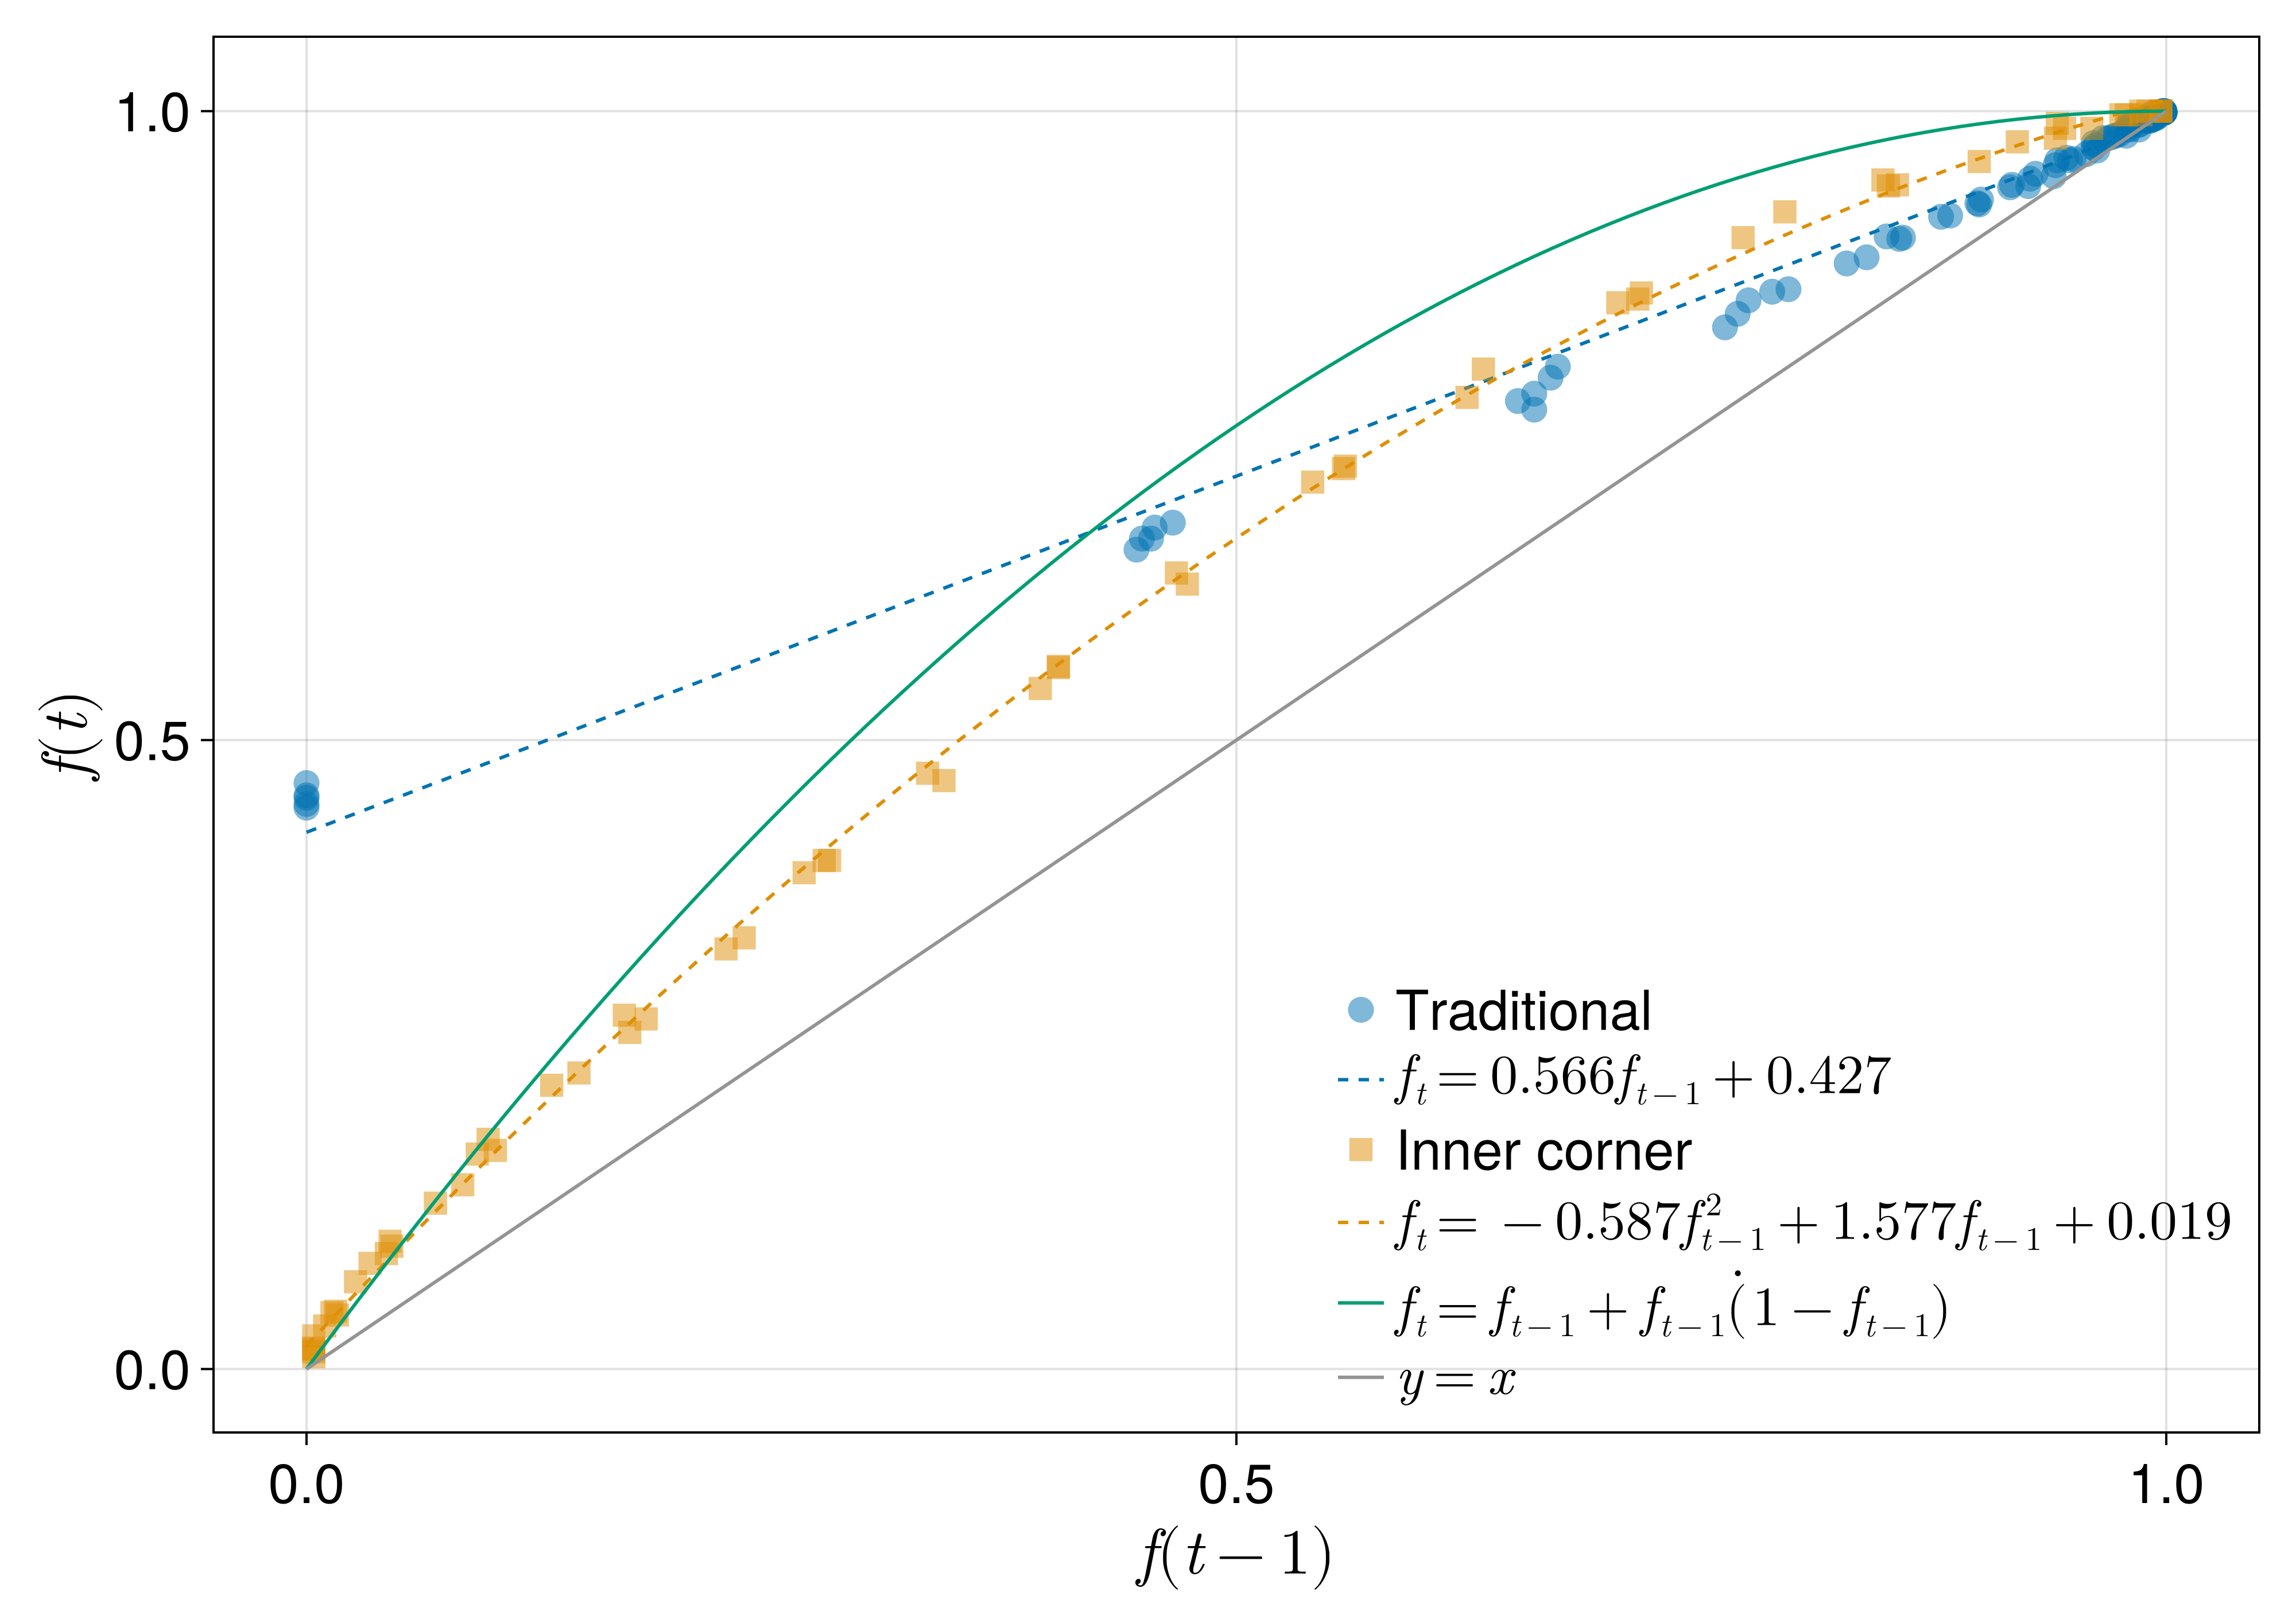 1.0
0.5
0.0
f(t)
Traditional
f_t = 0.566f_{t−1} + 0.427
Inner corner
f_t = −0.587f_{t−1}^2 + 1.577f_{t−1} + 0.019
f_t = f_{t−1} + f_{t−1}(̇1 − f_{t−1})
y = x
0.0 0.5 1.0
f(t − 1)